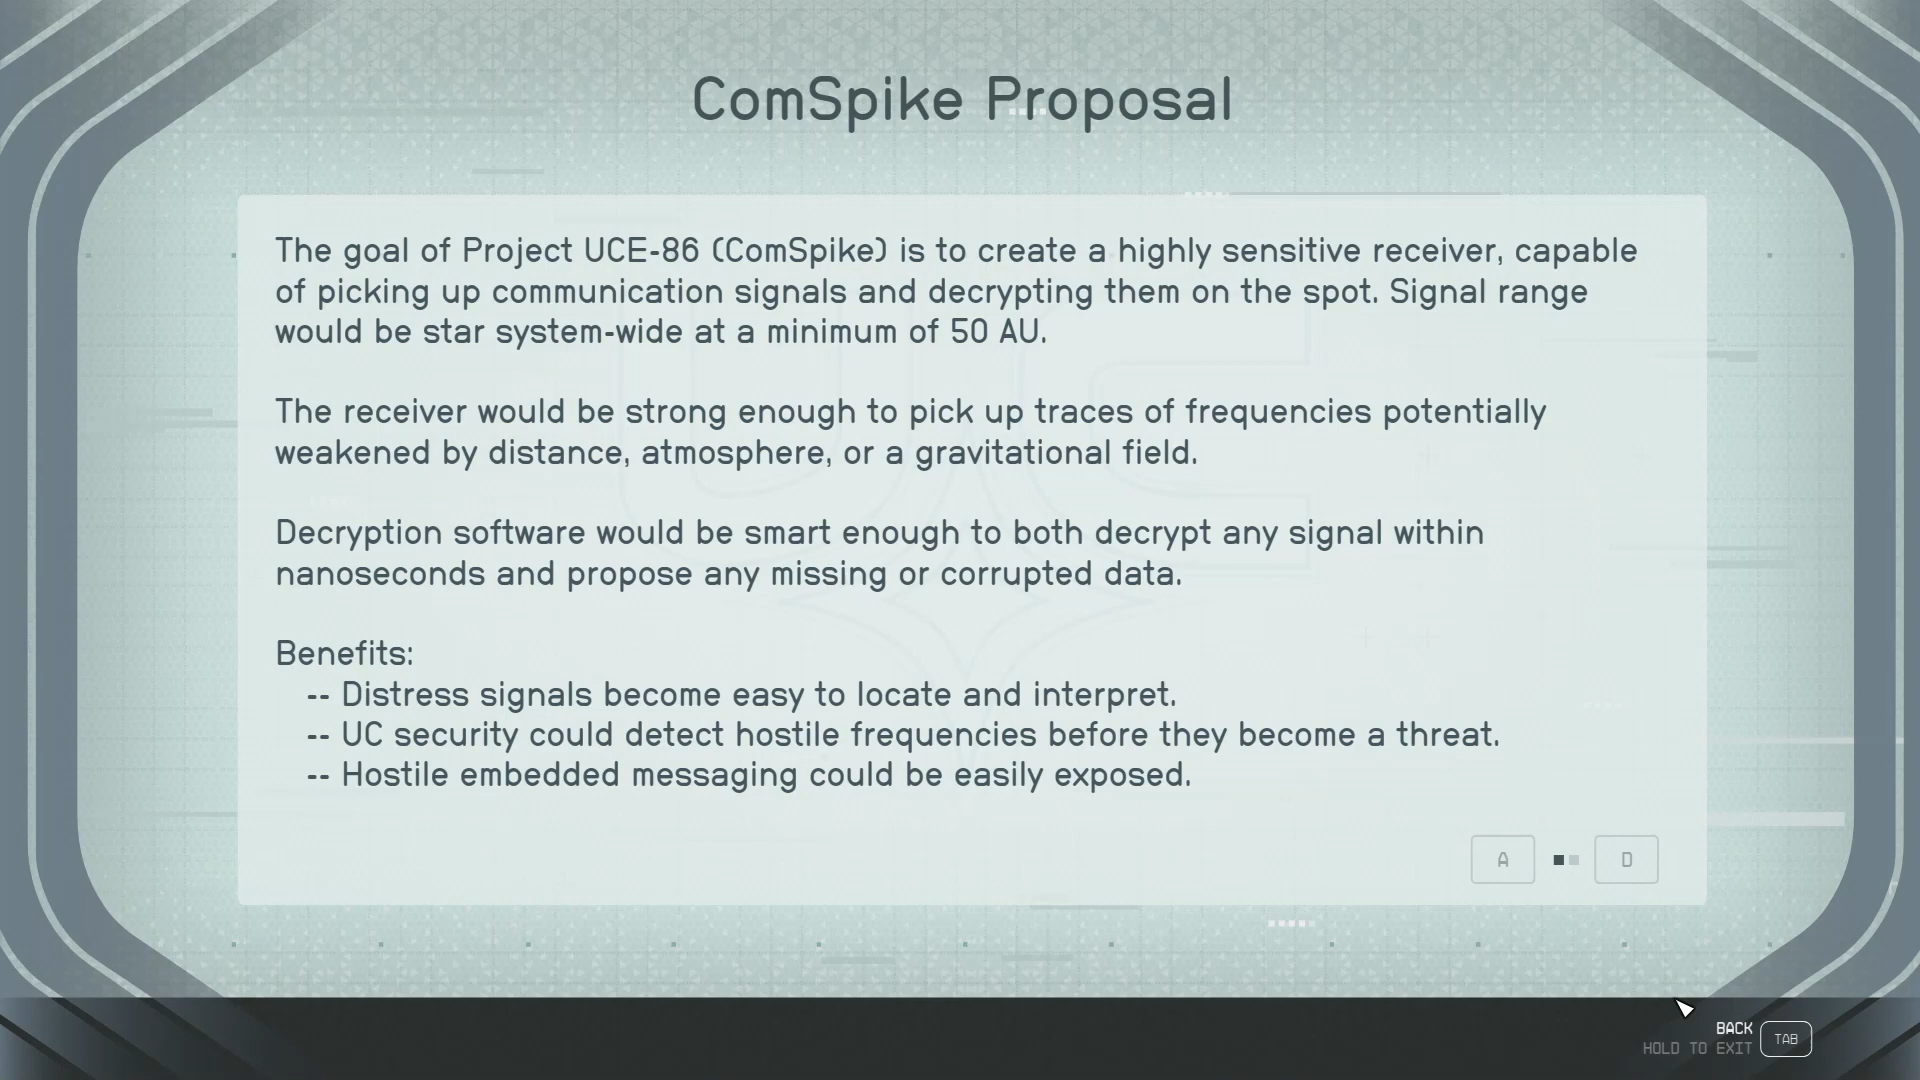 ComSpike Proposal
The goal of Project UCE-86 (ComSpike) is to create a highly sensitive receiver, capable
of picking up communication signals and decrypting them on the spot. Signal range
would be star system-wide at a minimum of 50 AU.
The receiver would be strong enough to pick up traces of frequencies potentially
weakened by distance, atmosphere, or a gravitational field.
Decryption software would be smart enough to both decrypt any signal within
nanoseconds and propose any missing or corrupted data.
Benefits:
-- Distress signals become easy to locate and interpret.
-- UC security could detect hostile frequencies before they become a threat.
-- Hostile embedded messaging could be easily exposed.
A D
BACK
HOLD TO EXIT TAB